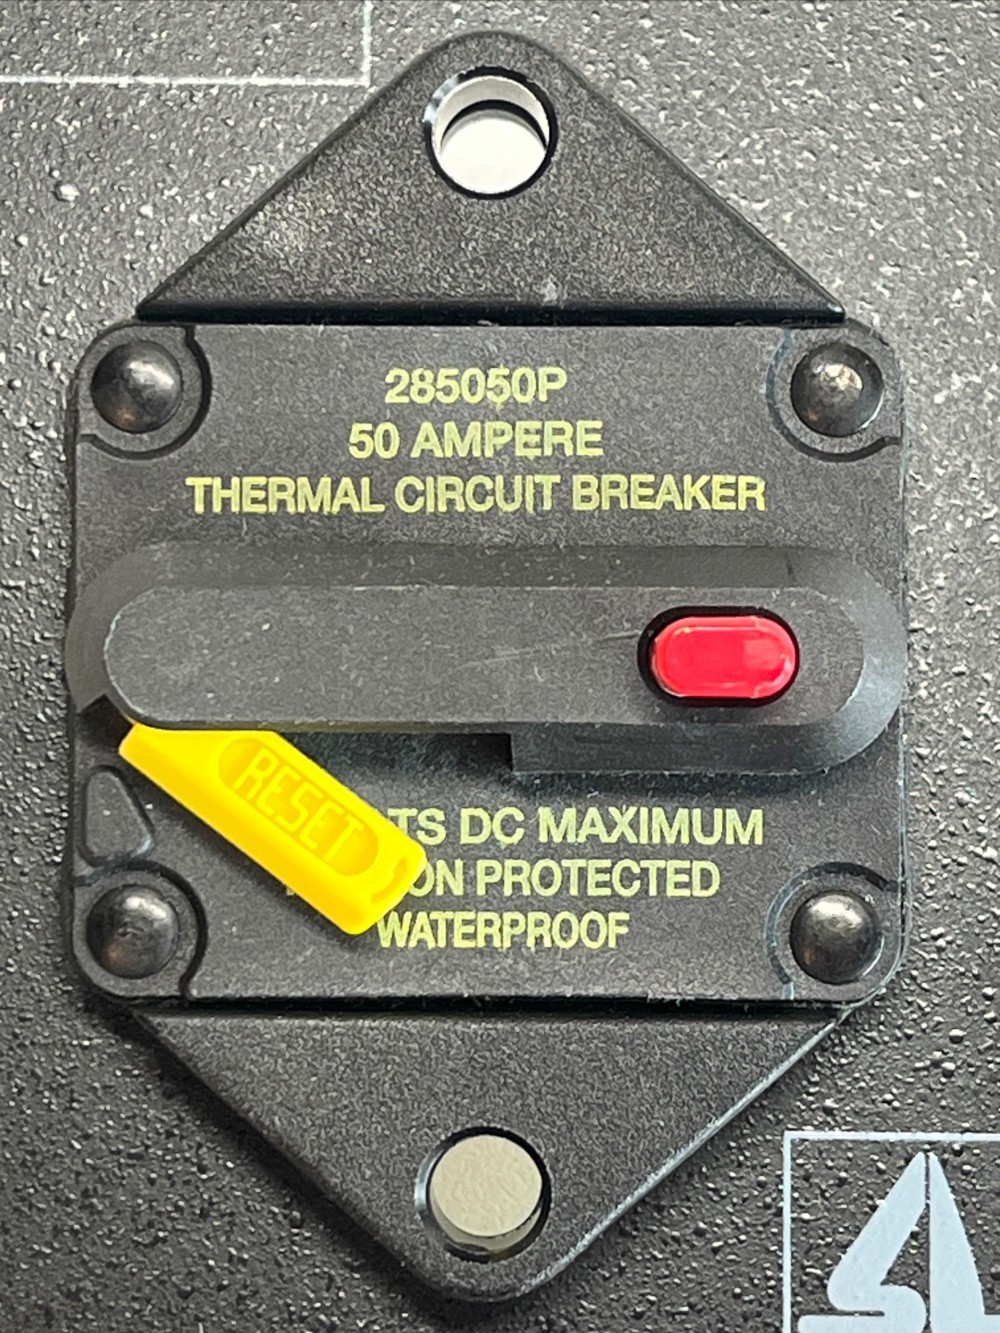 285050P
50 AMPERE
THERMAL CIRCUIT BREAKER
RESET
TS DC MAXIMUM
ON PROTECTED
WATERPROOF